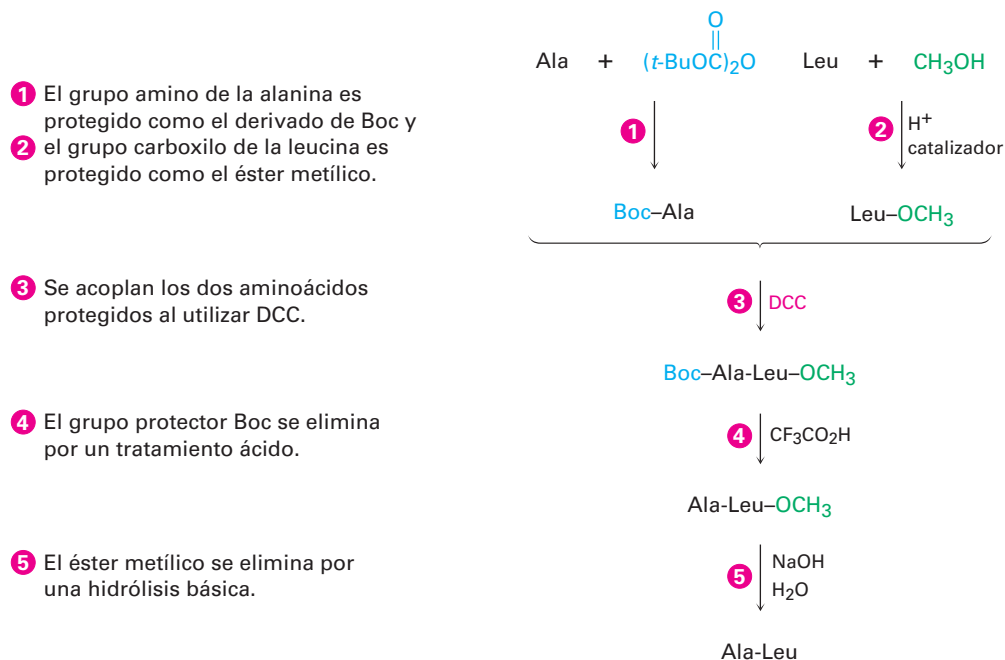 O
||
Ala + (t-BuOC)₂O Leu + CH₃OH
1 El grupo amino de la alanina es
protegido como el derivado de Boc y
2 el grupo carboxilo de la leucina es
protegido como el éster metílico.
1
2 H⁺
catalizador
Boc–Ala Leu–OCH₃
3 Se acoplan los dos aminoácidos
protegidos al utilizar DCC.
3 DCC
Boc–Ala-Leu–OCH₃
4 El grupo protector Boc se elimina
por un tratamiento ácido.
4 CF₃CO₂H
Ala-Leu–OCH₃
5 El éster metílico se elimina por
una hidrólisis básica.
5 NaOH
H₂O
Ala-Leu